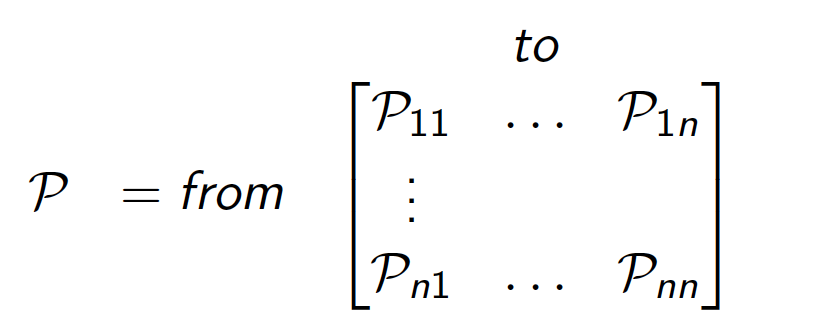 to
𝒫 = from
𝒫₁₁ … 𝒫₁ₙ
⋮
𝒫ₙ₁ … 𝒫ₙₙ